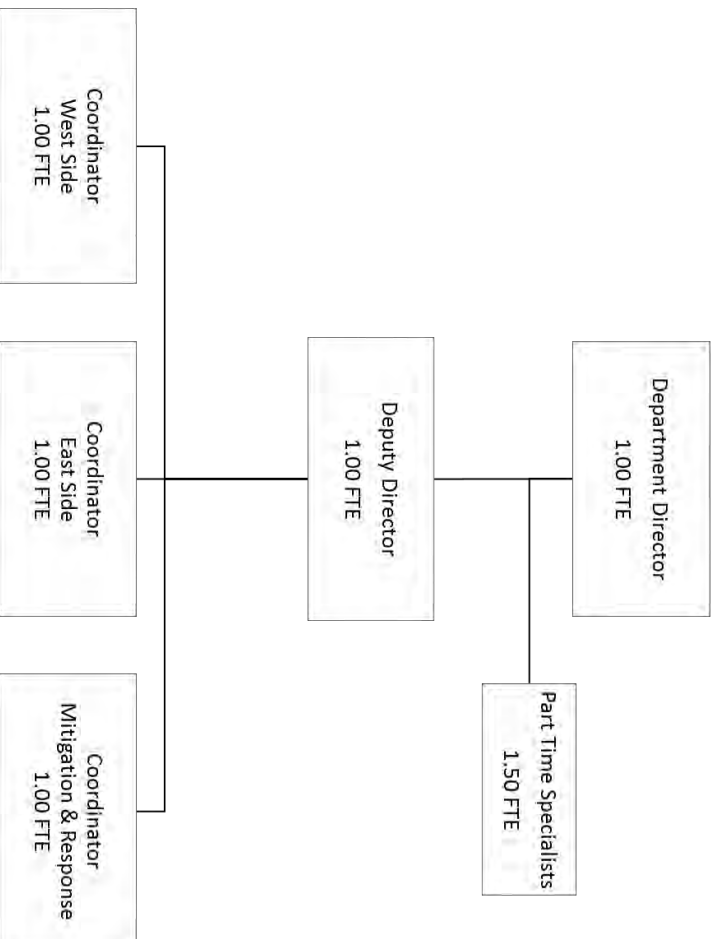 Department Director
1.00 FTE
Part Time Specialists
1.50 FTE
Deputy Director
1.00 FTE
Coordinator
West Side
1.00 FTE
Coordinator
East Side
1.00 FTE
Coordinator
Mitigation & Response
1.00 FTE